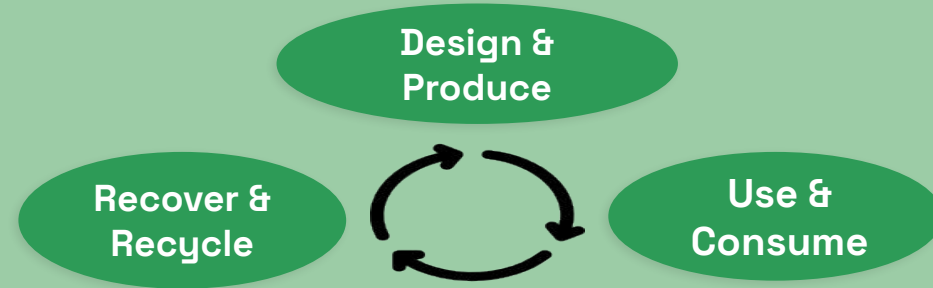 Design &
Produce
Recover &
Recycle
Use &
Consume